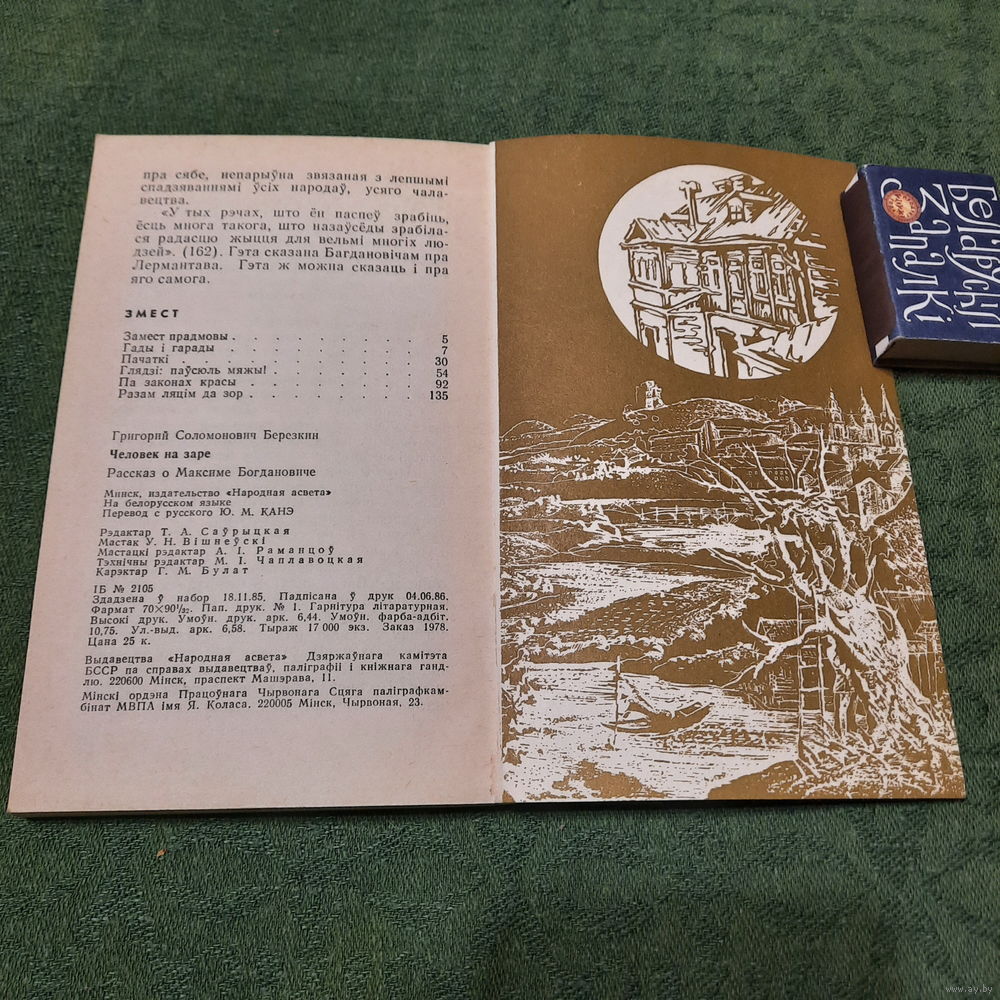 пра сябе, непарыўна звязаная з лепшымі
спадзяваннямі ўсіх народаў, усяго чала-
вецтва.
«У тых рэчах, што ён паспеў зрабіць,
ёсць многа такога, што назаўсёды зрабіла-
ся радасцю жыцця для вельмі многіх лю-
дзей». (162). Гэта сказана Багдановічам пра
Лермантава. Гэта ж можна сказаць і пра
яго самога.
ЗМЕСТ
Замест прадмовы . . . . . . . . . . 5
Гады і гарады . . . . . . . . . . 7
Пачаткі . . . . . . . . . . 30
Глядзі: паўсюль мяжы! . . . . . . . . 54
Па законах красы . . . . . . . . . 92
Разам ляцім да зор . . . . . . . . . 135
Григорий Соломонович Березкин
Человек на заре
Рассказ о Максиме Богдановиче
Минск, издательство «Народная асвета»
На белорусском языке
Перевод с русского Ю. М. КАНЭ
Рэдактар Т. А. Саўрыцкая
Мастак У. Н. Вішнеўскі
Мастацкі рэдактар А. І. Раманцоў
Тэхнічны рэдактар М. І. Чаплавоцкая
Карэктар Г. М. Булат
ІБ № 2105
Здадзена ў набор 18.11.85. Падпісана ў друк 04.06.86.
Фармат 70×90¹/₃₂. Пап. друк. № 1. Гарнітура літаратурная.
Высокі друк. Умоўн. друк. арк. 6,44. Умоўн. фарба-адбіт.
10,75. Ул.-выд. арк. 6,58. Тыраж 17 000 экз. Заказ 1978.
Цана 25 к.
Выдавецтва «Народная асвета» Дзяржаўнага камітэта
БССР па справах выдавецтваў, паліграфіі і кніжнага ганд-
лю. 220600 Мінск, праспект Машэрава, 11.
Мінскі ордэна Працоўнага Чырвонага Сцяга паліграфкам-
бінат МВПА імя Я. Коласа. 220005 Мінск, Чырвоная, 23.
Беларускія
запалкі
www.ay.by